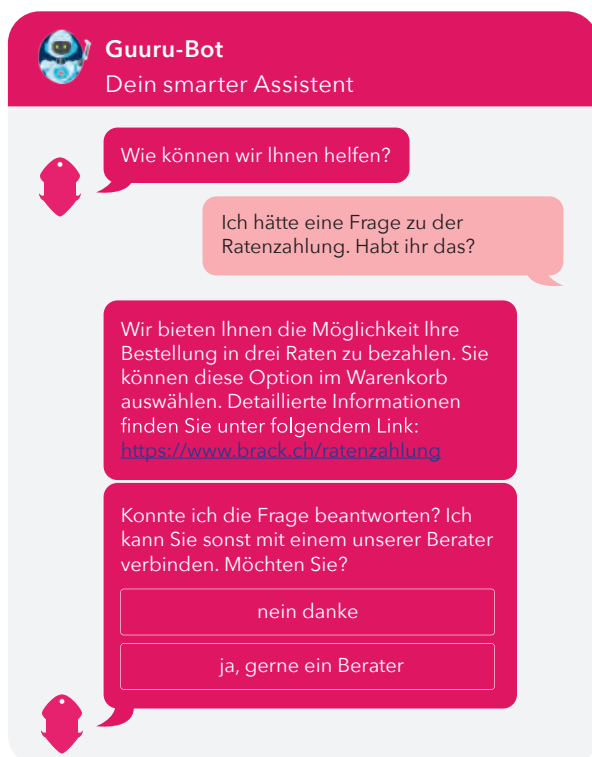 Guuru-Bot
Dein smarter Assistent
Wie können wir Ihnen helfen?
Ich hätte eine Frage zu der
Ratenzahlung. Habt ihr das?
Wir bieten Ihnen die Möglichkeit Ihre
Bestellung in drei Raten zu bezahlen. Sie
können diese Option im Warenkorb
auswählen. Detaillierte Informationen
finden Sie unter folgendem Link:
https://www.brack.ch/ratenzahlung
Konnte ich die Frage beantworten? Ich
kann Sie sonst mit einem unserer Berater
verbinden. Möchten Sie?
nein danke
ja, gerne ein Berater